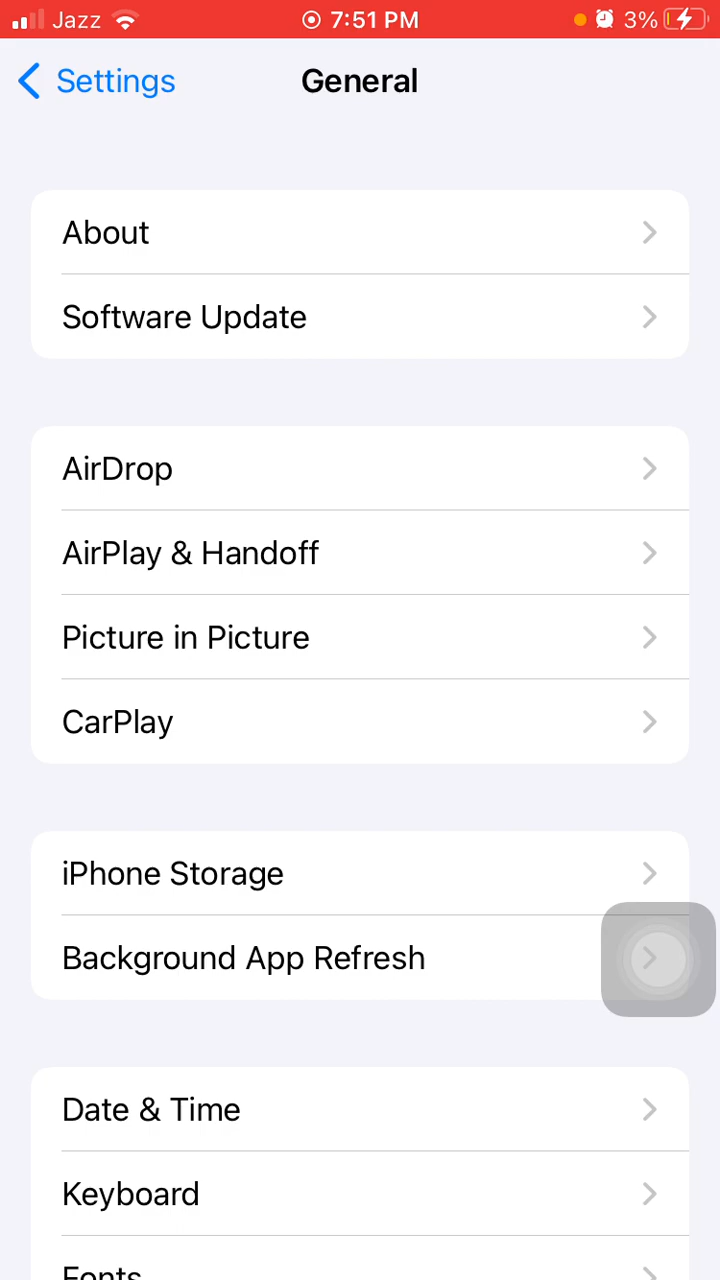 Jazz 7:51 PM 3%
Settings General
About
Software Update
AirDrop
AirPlay & Handoff
Picture in Picture
CarPlay
iPhone Storage
Background App Refresh
Date & Time
Keyboard
Fonts